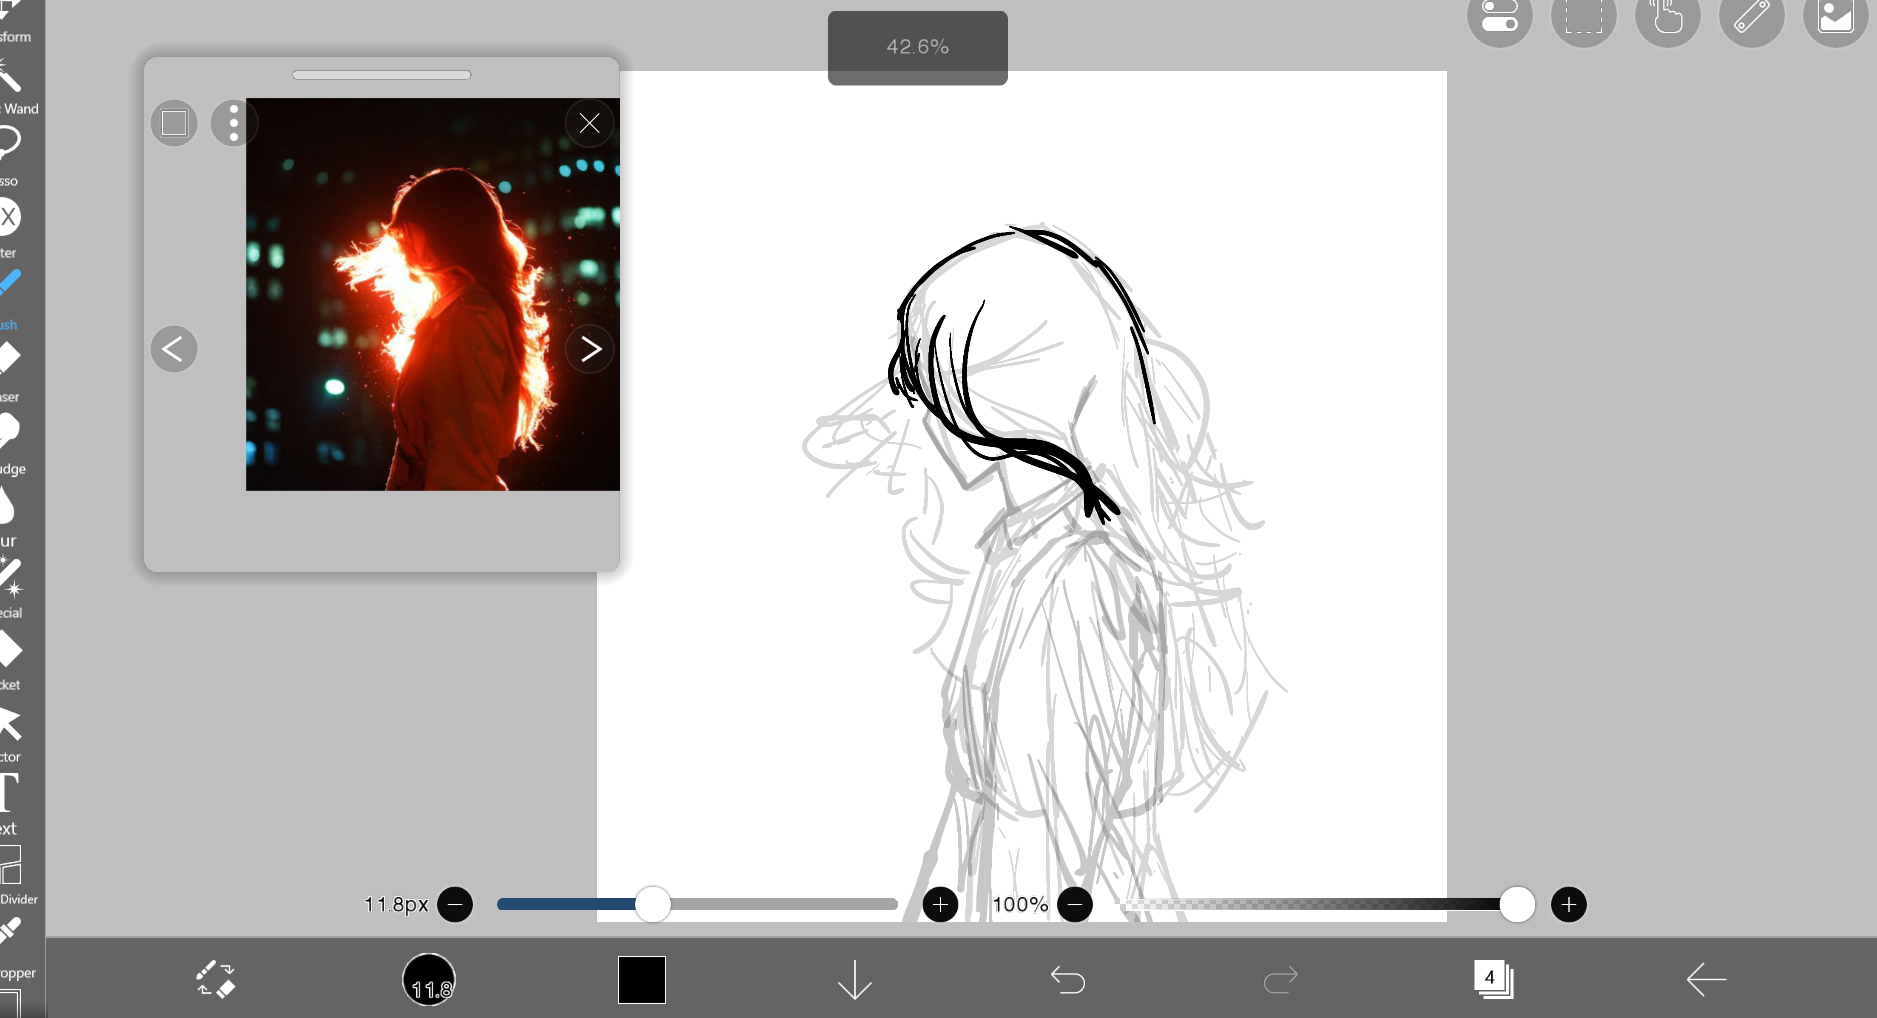 42.6%
sform
Wand
sso
X
ter
ush
ser
udge
ur
ecial
cket
ctor
T
ext
Divider
opper
11.8px
100%
11.8
4